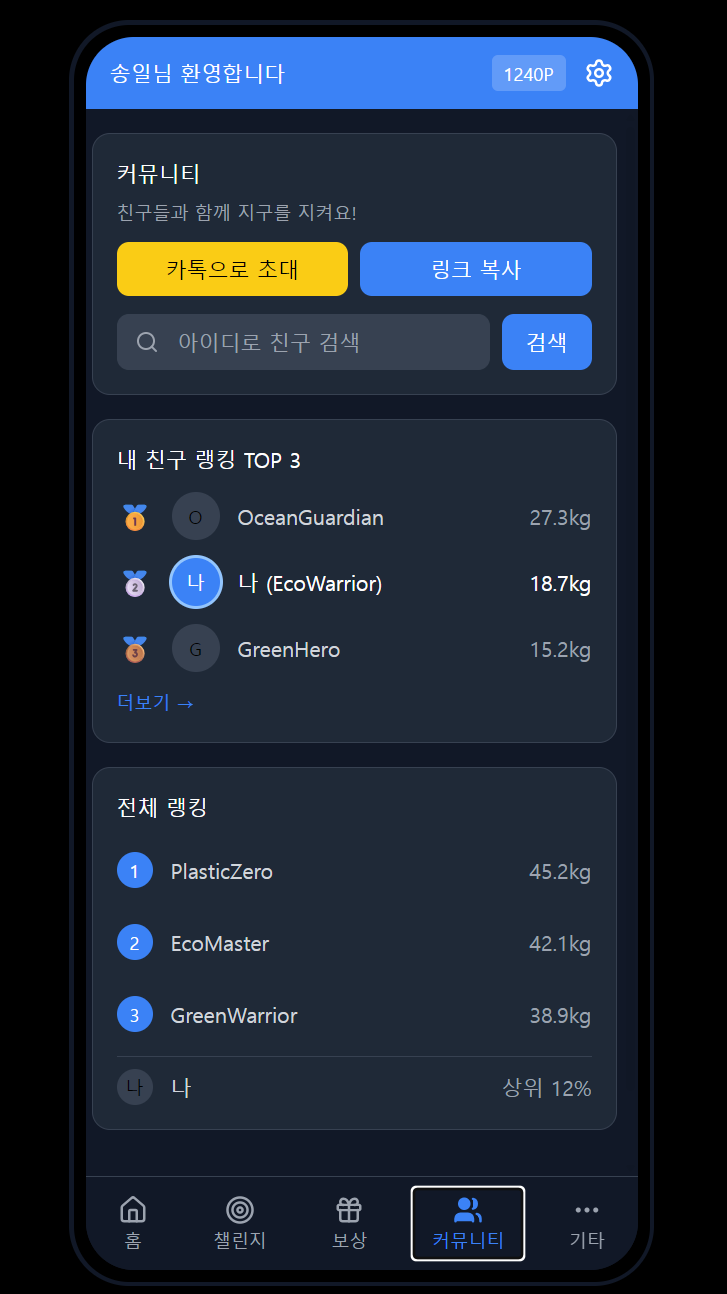 송일님 환영합니다 1240P
커뮤니티
친구들과 함께 지구를 지켜요!
카톡으로 초대 링크 복사
아이디로 친구 검색 검색
내 친구 랭킹 TOP 3
1 O OceanGuardian 27.3kg
2 나 나 (EcoWarrior) 18.7kg
3 G GreenHero 15.2kg
더보기 →
전체 랭킹
1 PlasticZero 45.2kg
2 EcoMaster 42.1kg
3 GreenWarrior 38.9kg
나 나 상위 12%
홈 챌린지 보상 커뮤니티 기타